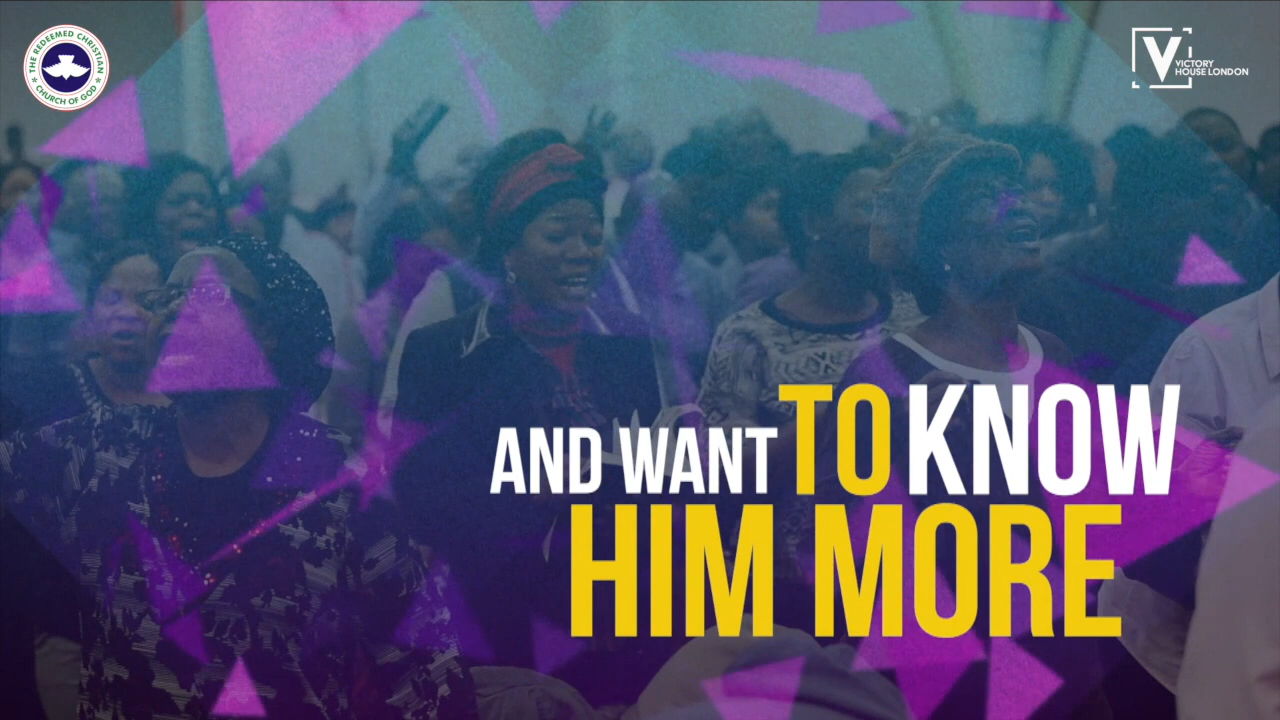 THE REDEEMED CHRISTIAN
CHURCH OF GOD
V
VICTORY
HOUSE LONDON
AND WANT TO KNOW
HIM MORE